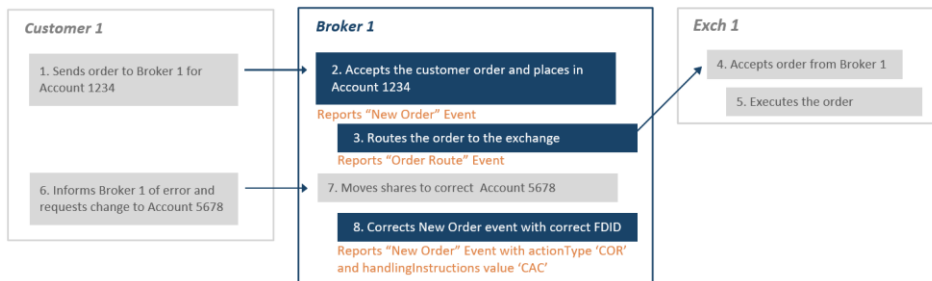 Customer 1
1. Sends order to Broker 1 for
Account 1234
6. Informs Broker 1 of error and
requests change to Account 5678
Broker 1
2. Accepts the customer order and places in
Account 1234
Reports “New Order” Event
3. Routes the order to the exchange
Reports “Order Route” Event
7. Moves shares to correct Account 5678
8. Corrects New Order event with correct FDID
Reports “New Order” Event with actionType ‘COR’
and handlingInstructions value ‘CAC’
Exch 1
4. Accepts order from Broker 1
5. Executes the order